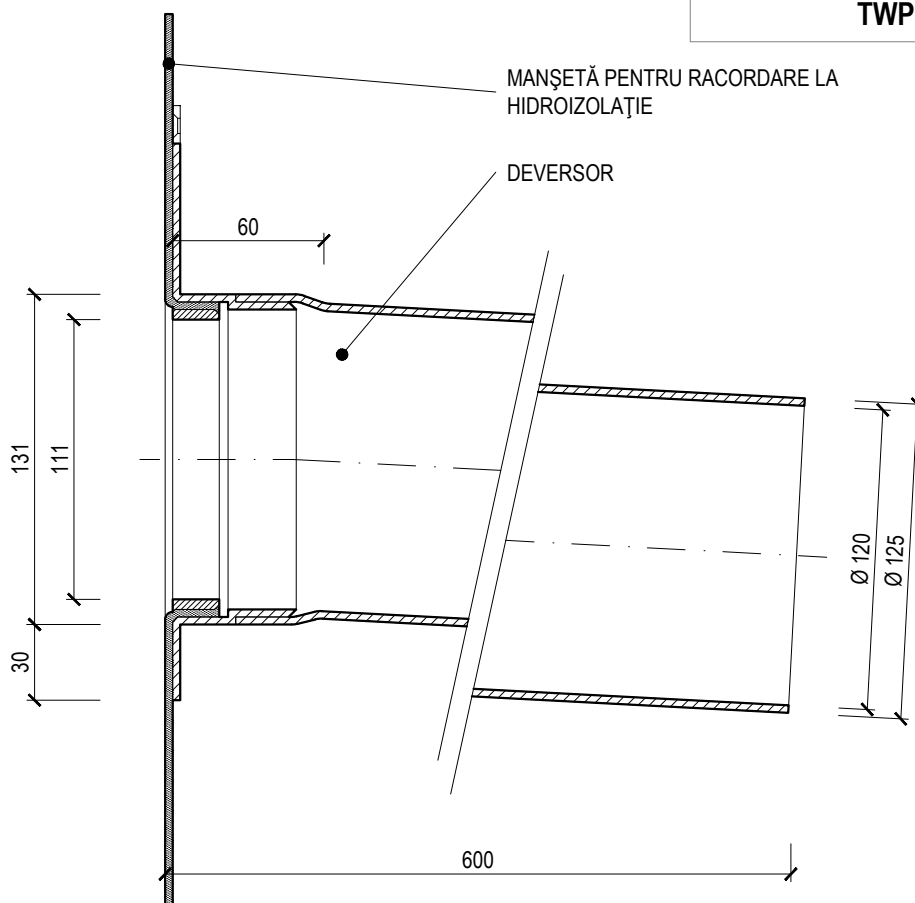 TWP
MANŞETĂ PENTRU RACORDARE LA
HIDROIZOLAŢIE
DEVERSOR
60
131
111
30
Ø 120
Ø 125
600